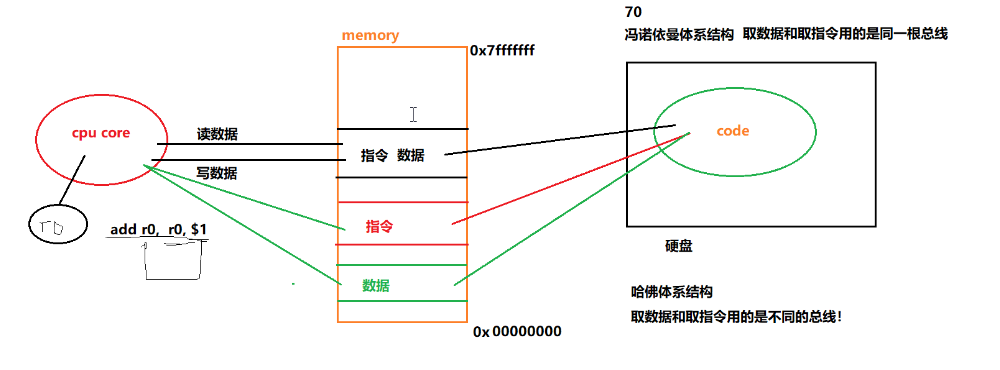 70
冯诺依曼体系结构 取数据和取指令用的是同一根总线
memory
0x7fffffff
cpu core
读数据
写数据
指令 数据
code
r0
add r0, r0, $1
指令
数据
硬盘
哈佛体系结构
取数据和取指令用的是不同的总线!
0x 00000000